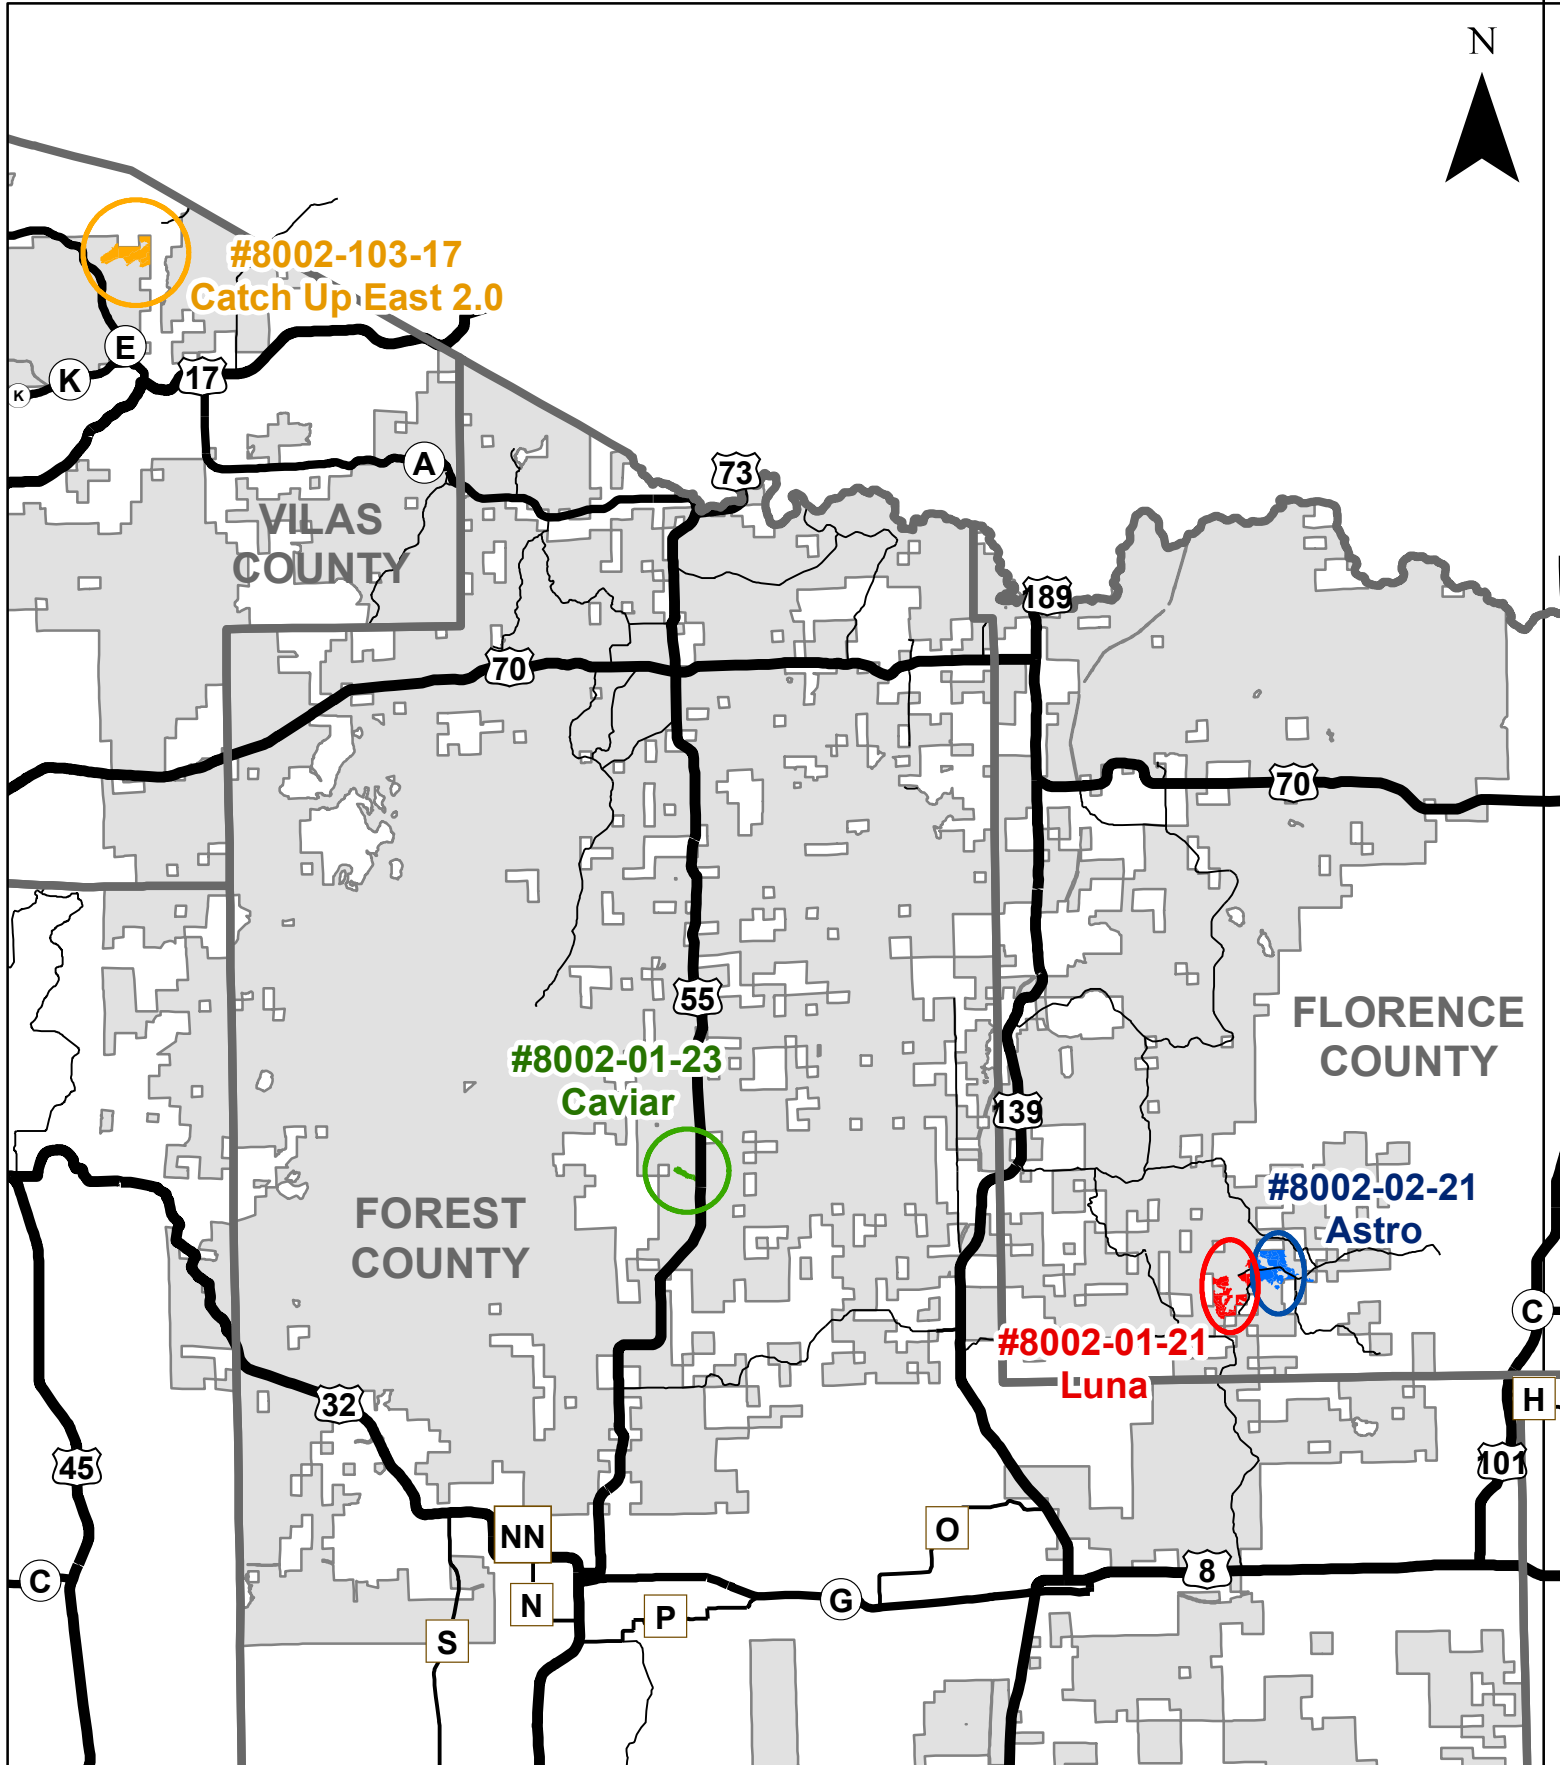 N
#8002-103-17
Catch Up East 2.0
E
K
K
17
A
73
VILAS
COUNTY
189
70
70
55
FLORENCE
COUNTY
#8002-01-23
Caviar
139
#8002-02-21
Astro
FOREST
COUNTY
C
#8002-01-21
Luna
32
H
45
101
NN
O
8
C
N
G
P
S